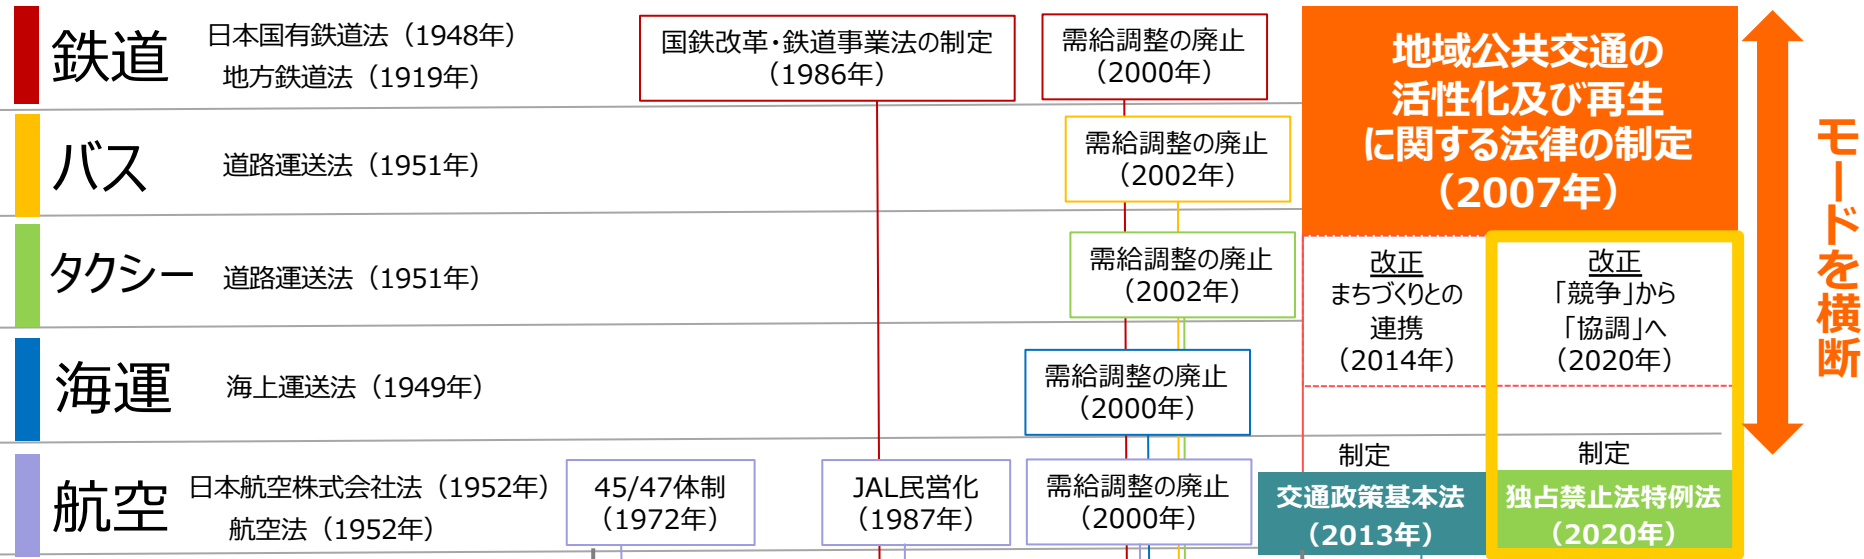 鉄道
日本国有鉄道法（1948年）
地方鉄道法（1919年）
国鉄改革・鉄道事業法の制定
（1986年）
需給調整の廃止
（2000年）
バス
道路運送法（1951年）
需給調整の廃止
（2002年）
タクシー
道路運送法（1951年）
需給調整の廃止
（2002年）
海運
海上運送法（1949年）
需給調整の廃止
（2000年）
航空
日本航空株式会社法（1952年）
航空法（1952年）
45/47体制
（1972年）
JAL民営化
（1987年）
需給調整の廃止
（2000年）
地域公共交通の
活性化及び再生
に関する法律の制定
（2007年）
改正
まちづくりとの
連携
（2014年）
改正
「競争」から
「協調」へ
（2020年）
制定
交通政策基本法
（2013年）
制定
独占禁止法特例法
（2020年）
モードを横断